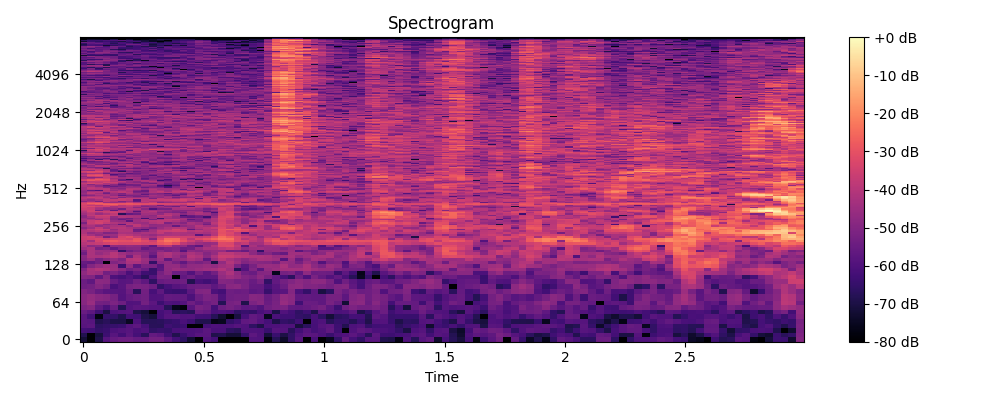 Spectrogram
Hz
4096
2048
1024
512
256
128
64
0
0
0.5
1
1.5
2
2.5
Time
+0 dB
-10 dB
-20 dB
-30 dB
-40 dB
-50 dB
-60 dB
-70 dB
-80 dB